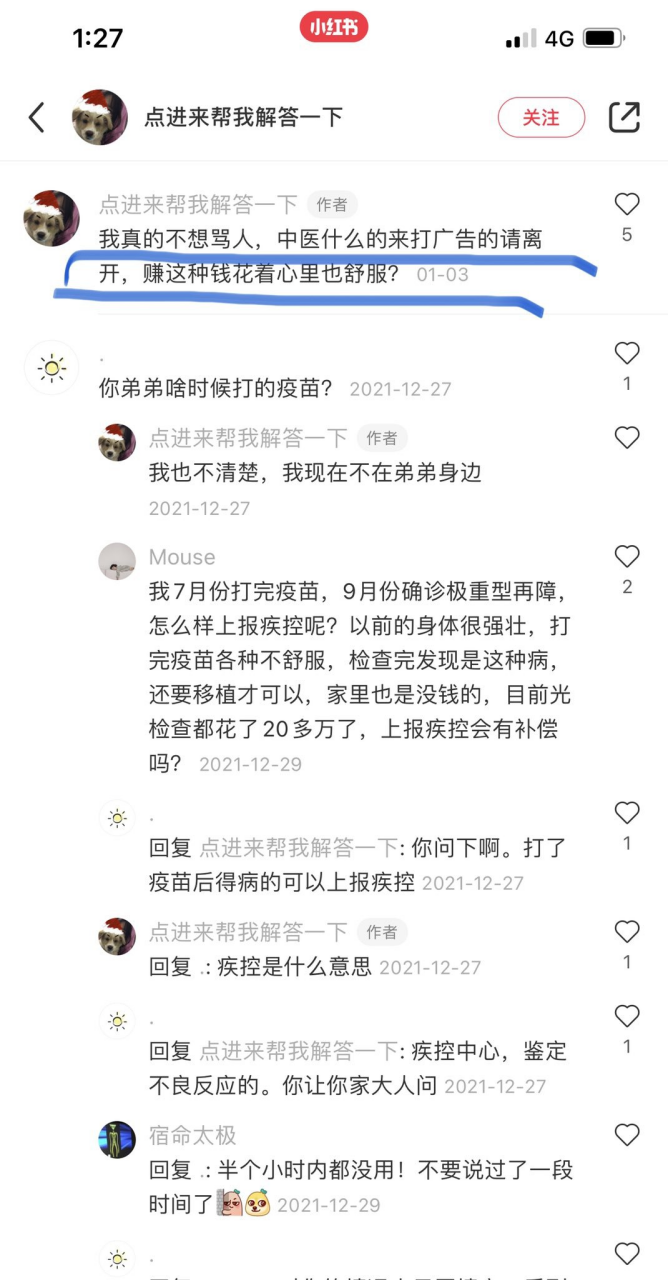 1:27
小红书
4G
点进来帮我解答一下
关注
点进来帮我解答一下 作者
我真的不想骂人，中医什么的来打广告的请离
5
开，赚这种钱花着心里也舒服？ 01-03
.
你弟弟啥时候打的疫苗？ 2021-12-27
1
点进来帮我解答一下 作者
我也不清楚，我现在不在弟弟身边
2021-12-27
Mouse
我7月份打完疫苗，9月份确诊极重型再障，
2
怎么样上报疾控呢？以前的身体很强壮，打
完疫苗各种不舒服，检查完发现是这种病，
还要移植才可以，家里也是没钱的，目前光
检查都花了20多万了，上报疾控会有补偿
吗？ 2021-12-29
.
回复 点进来帮我解答一下: 你问下啊。打了
1
疫苗后得病的可以上报疾控 2021-12-27
点进来帮我解答一下 作者
回复 .: 疾控是什么意思 2021-12-27
1
.
回复 点进来帮我解答一下: 疾控中心，鉴定
1
不良反应的。你让你家大人问 2021-12-27
宿命太极
回复 .: 半个小时内都没用！不要说过了一段
时间了 2021-12-29
.